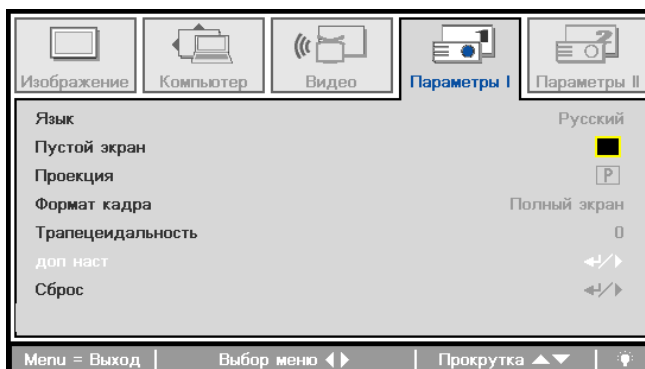 Изображение Компьютер Видео Параметры I Параметры II
Язык Русский
Пустой экран
Проекция P
Формат кадра Полный экран
Трапецеидальность 0
доп наст
Сброс
Menu = Выход Выбор меню Прокрутка